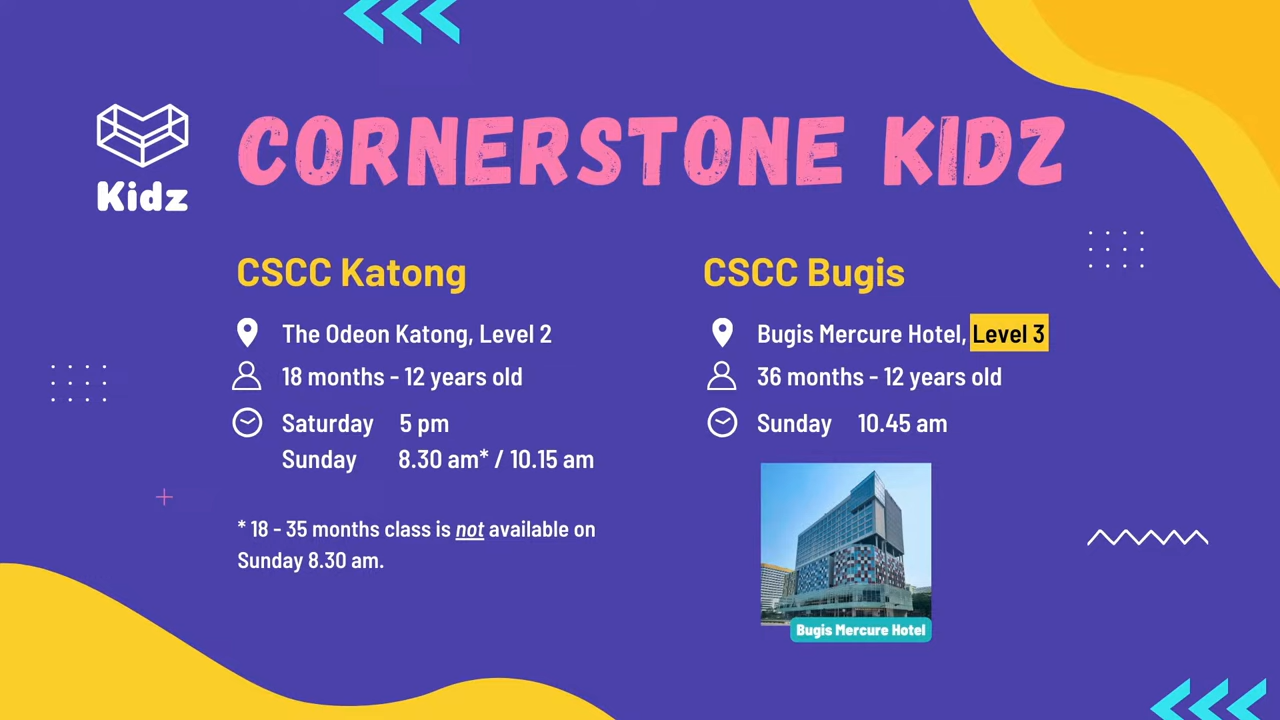 Kidz
CORNERSTONE KIDZ
CSCC Katong
The Odeon Katong, Level 2
18 months - 12 years old
Saturday 5 pm
Sunday 8.30 am* / 10.15 am
* 18 - 35 months class is not available on
Sunday 8.30 am.
CSCC Bugis
Bugis Mercure Hotel, Level 3
36 months - 12 years old
Sunday 10.45 am
Bugis Mercure Hotel